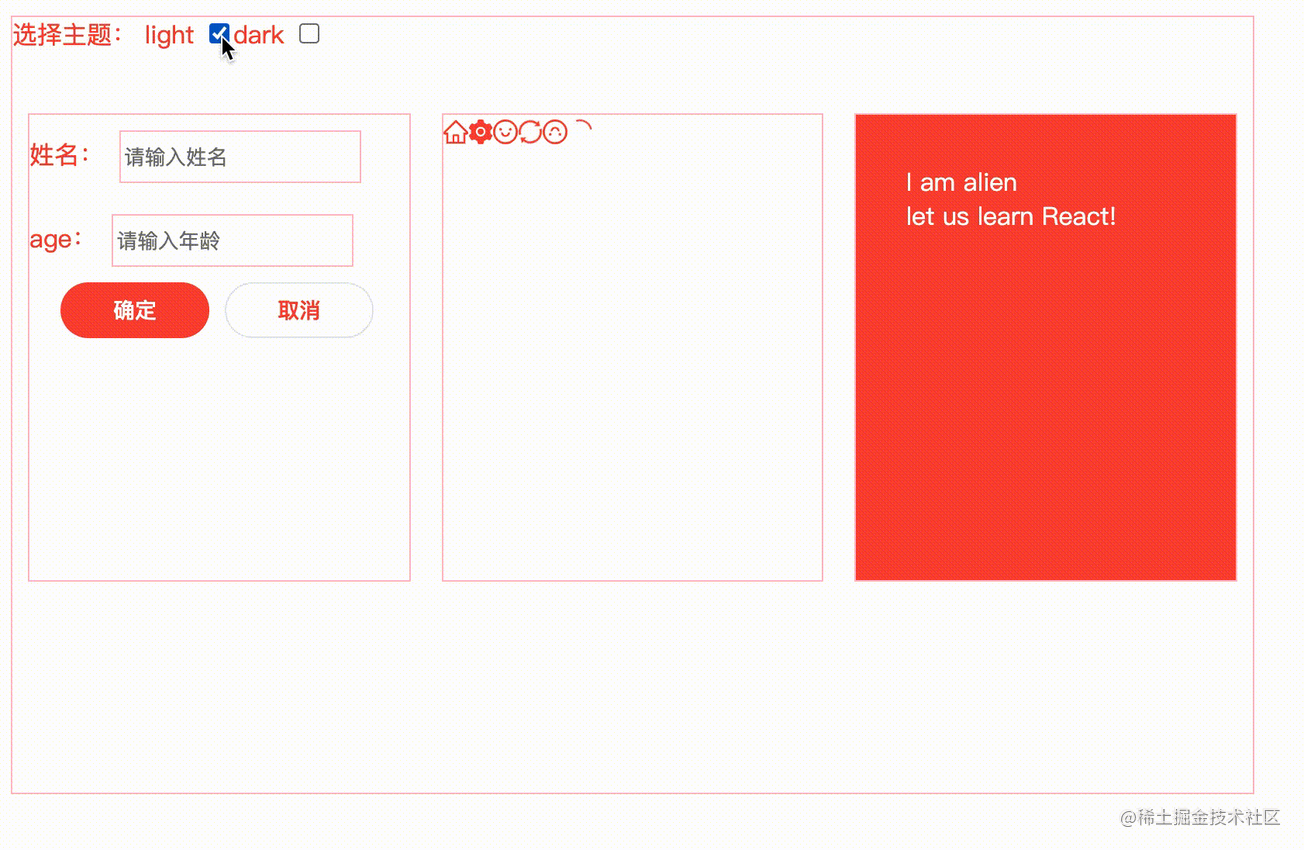 选择主题： light dark
姓名： 请输入姓名
age： 请输入年龄
确定 取消
I am alien
let us learn React!
@稀土掘金技术社区